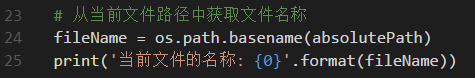 23 # 从当前文件路径中获取文件名称
24 fileName = os.path.basename(absolutePath)
25 print('当前文件的名称: {0}'.format(fileName))